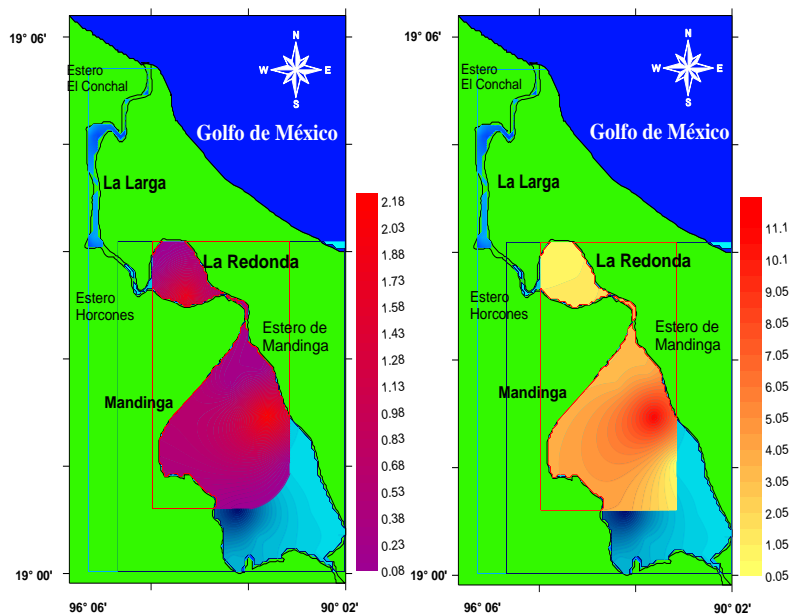 19° 06'
N
W E
S
Estero
El Conchal
Golfo de México
La Larga
La Redonda
Estero
Horcones
Estero de
Mandinga
Mandinga
19° 00'
96° 06'
90° 02'
2.18
2.03
1.88
1.73
1.58
1.43
1.28
1.13
0.98
0.83
0.68
0.53
0.38
0.23
0.08
19° 06'
N
W E
S
Estero
El Conchal
Golfo de México
La Larga
La Redonda
Estero
Horcones
Estero de
Mandinga
Mandinga
19° 00'
96° 06'
90° 02'
11.1
10.1
9.05
8.05
7.05
6.05
5.05
4.05
3.05
2.05
1.05
0.05